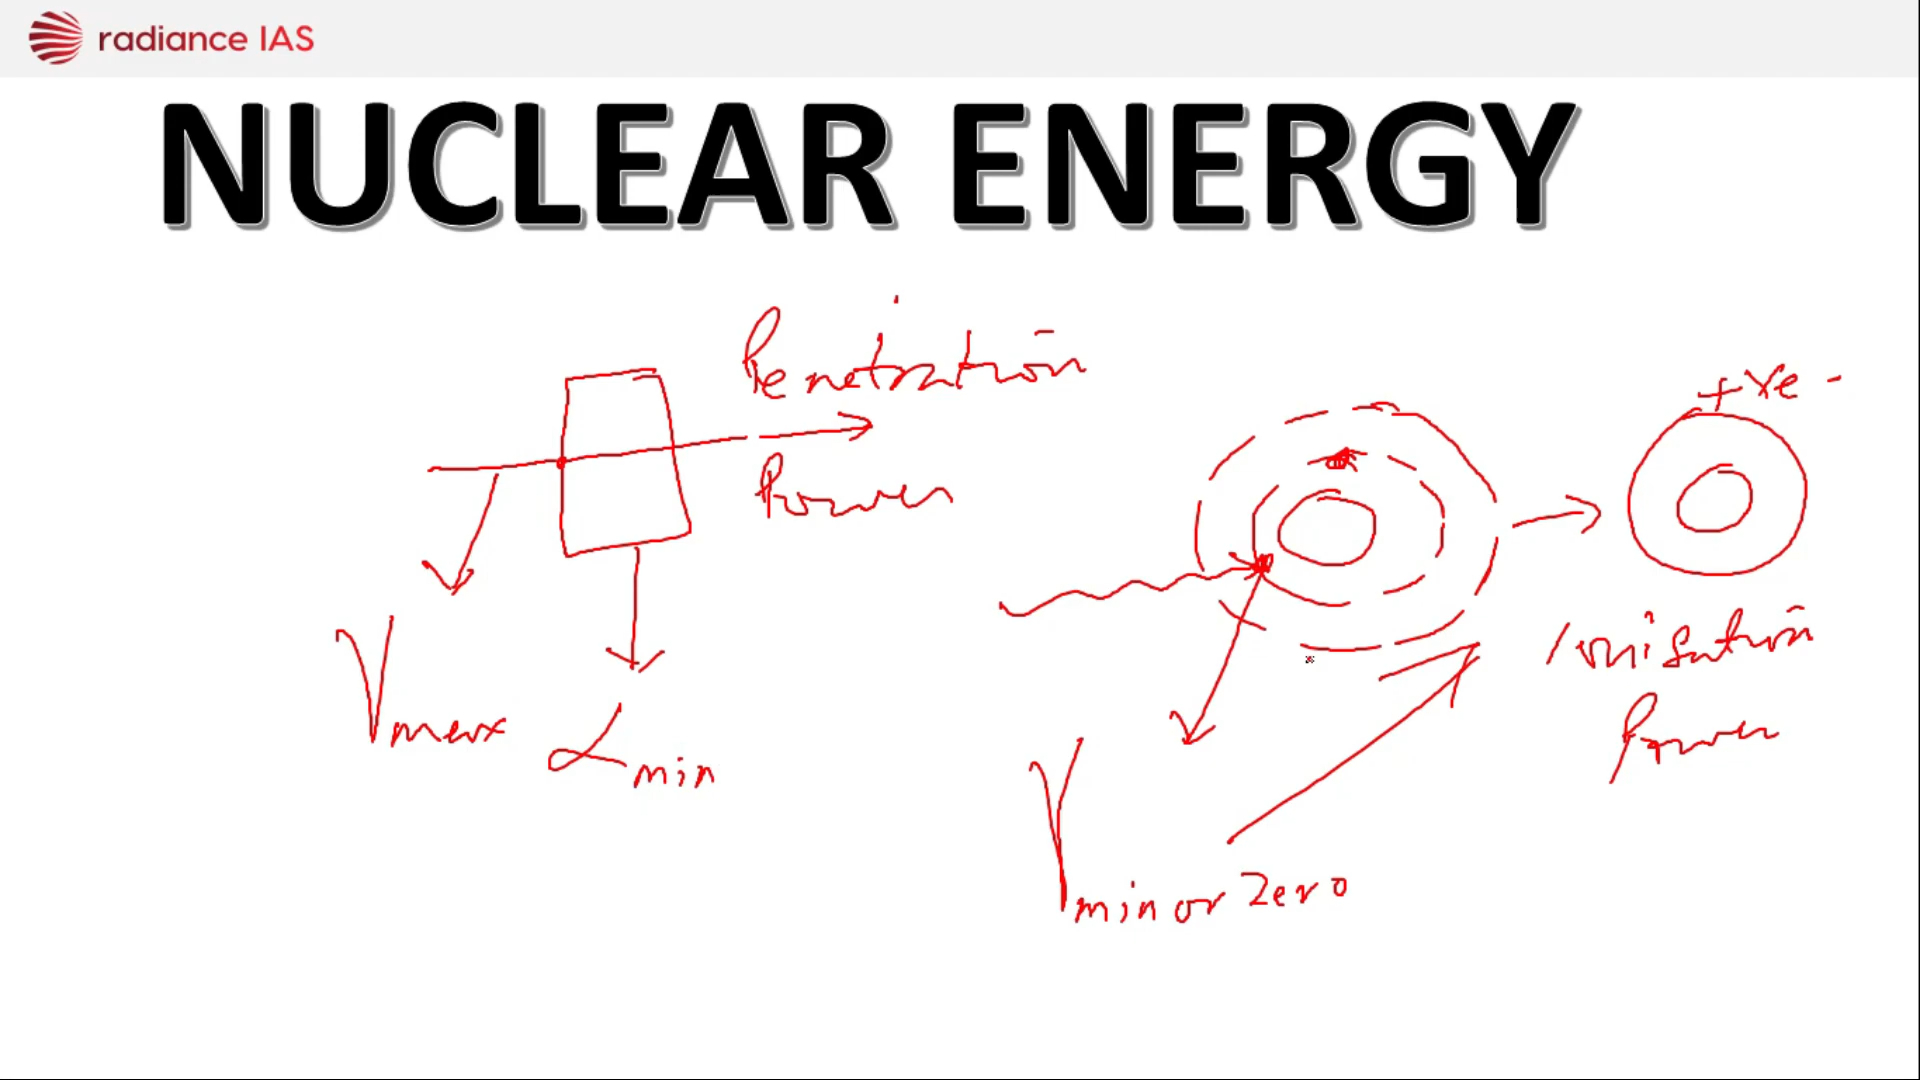 radiance IAS
NUCLEAR ENERGY
Penetration
Power
γmax
αmin
+Ve -
Ionisation
Power
γmin or Zero